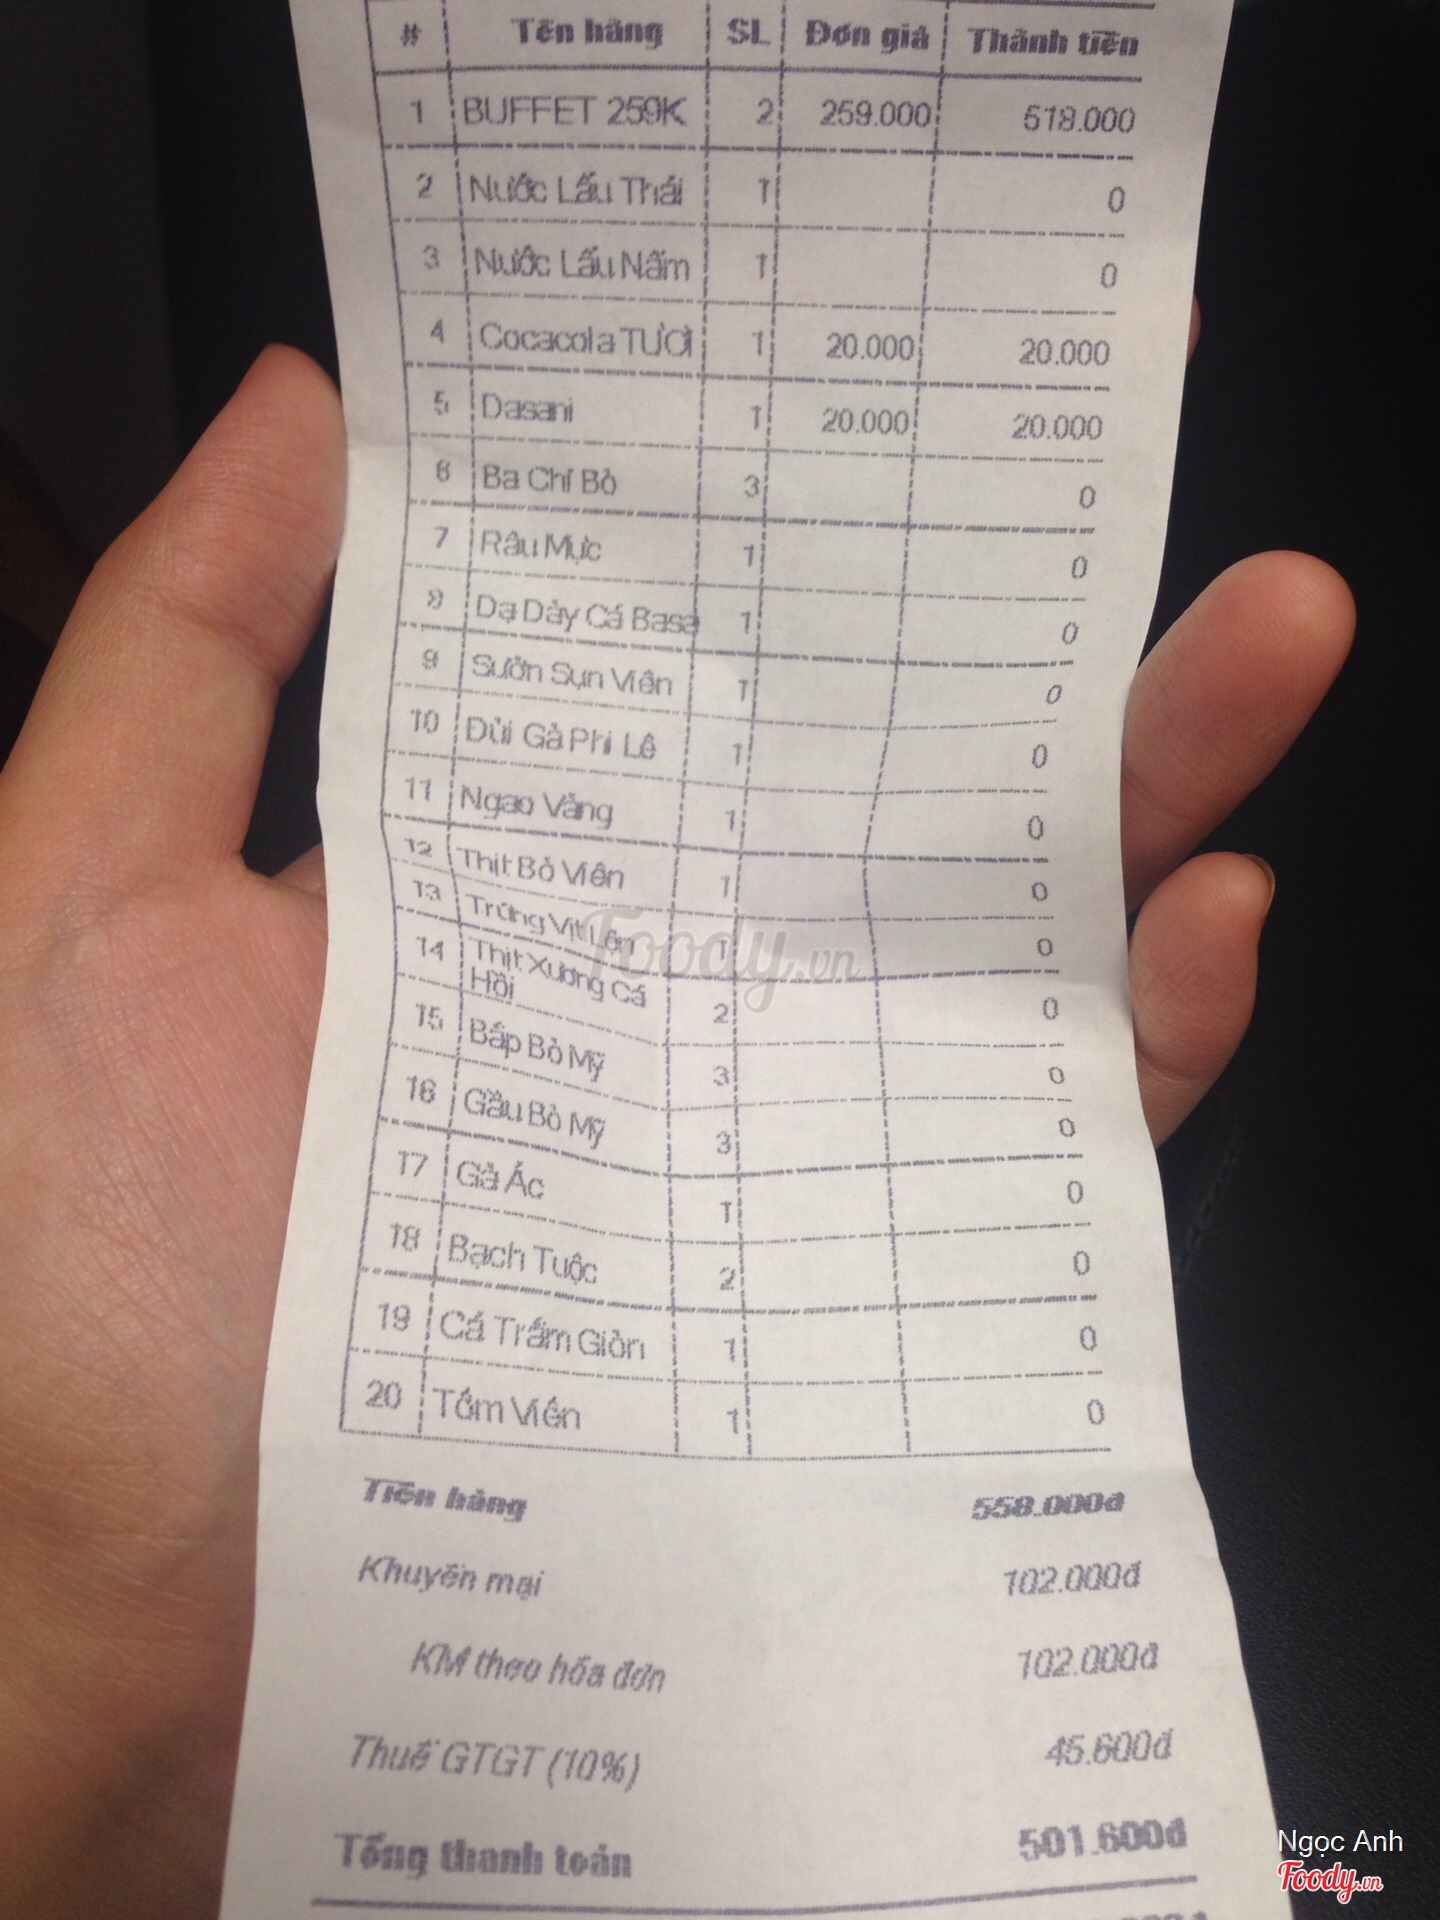 # Tên hàng SL Đơn giá Thành tiền
1 BUFFET 259K 2 259.000 518.000
2 Nước Lẩu Thái 1 0
3 Nước Lẩu Nấm 1 0
4 Cocacola TƯƠI 1 20.000 20.000
5 Dasani 1 20.000 20.000
6 Ba Chỉ Bò 3 0
7 Râu Mực 1 0
8 Dạ Dày Cá Basa 1 0
9 Sườn Sụn Viên 1 0
10 Đùi Gà Phi Lê 1 0
11 Ngao Vàng 1 0
12 Thịt Bò Viên 1 0
13 Trứng Vịt Lộn 1 0
14 Thịt Xương Cá 2 0
Hồi
15 Bắp Bò Mỹ 3 0
16 Gầu Bò Mỹ 3 0
17 Gà Ác 1 0
18 Bạch Tuộc 2 0
19 Cá Trắm Giòn 1 0
20 Tôm Viên 1 0
Tiền hàng 558.000đ
Khuyến mại 102.000đ
KM theo hóa đơn 102.000đ
Thuế GTGT (10%) 45.600đ
Tổng thanh toán 501.600đ
Foody.vn
Ngọc Anh
Foody.vn